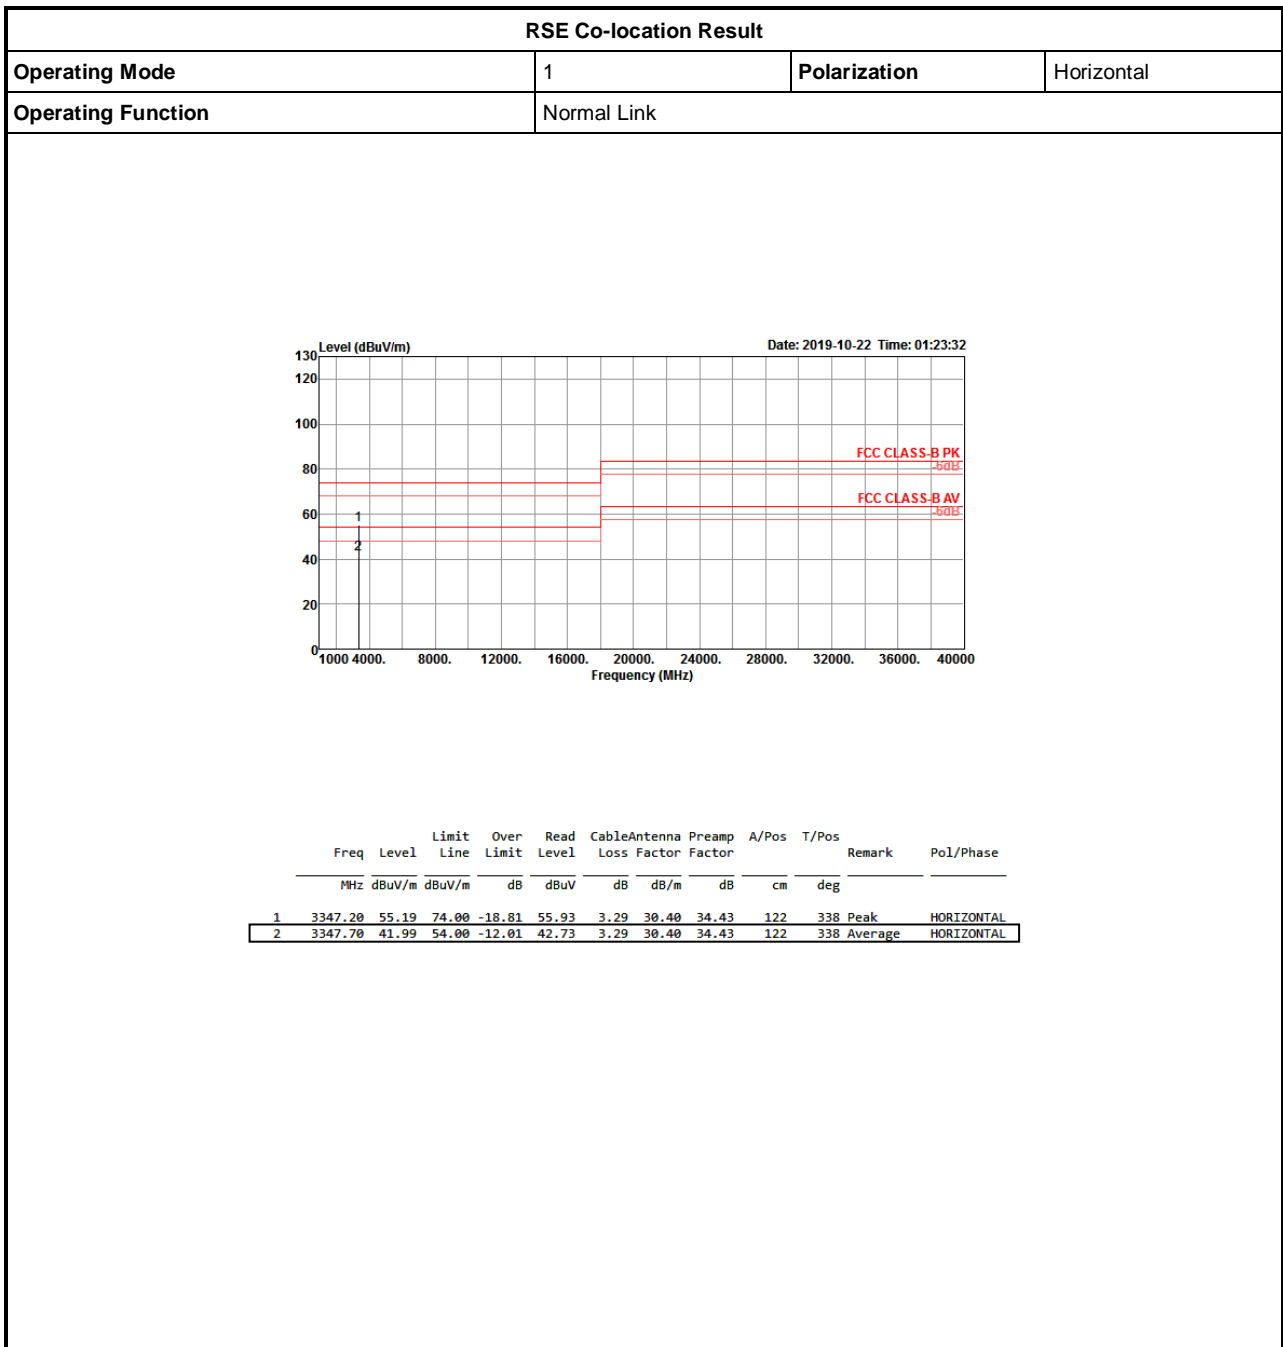 RSE Co-location Result
Operating Mode 1 Polarization Horizontal
Operating Function Normal Link
Level (dBuV/m) Date: 2019-10-22 Time: 01:23:32
130
120
100
FCC CLASS-B PK
-6dB
80
FCC CLASS-B AV
-6dB
60
1
2
40
20
0
1000 4000. 8000. 12000. 16000. 20000. 24000. 28000. 32000. 36000. 40000
Frequency (MHz)
Limit Over Read CableAntenna Preamp A/Pos T/Pos
Freq Level Line Limit Level Loss Factor Factor Remark Pol/Phase
MHz dBuV/m dBuV/m dB dBuV dB dB/m dB cm deg
1 3347.20 55.19 74.00 -18.81 55.93 3.29 30.40 34.43 122 338 Peak HORIZONTAL
2 3347.70 41.99 54.00 -12.01 42.73 3.29 30.40 34.43 122 338 Average HORIZONTAL